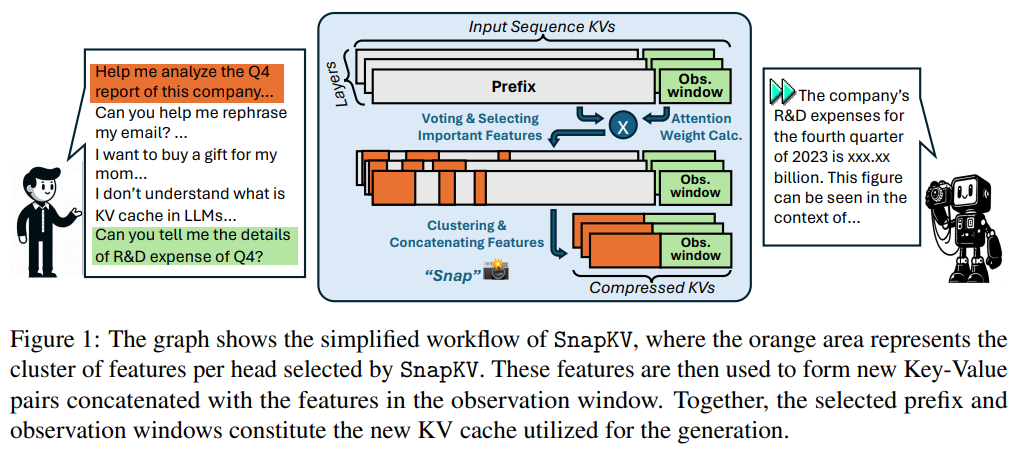 Help me analyze the Q4
report of this company...
Can you help me rephrase
my email? ...
I want to buy a gift for my
mom...
I don't understand what is
KV cache in LLMs...
Can you tell me the details
of R&D expense of Q4?
Input Sequence KVs
Layers
Prefix
Obs.
window
Voting & Selecting
Important Features
X
Attention
Weight Calc.
Obs.
window
Clustering &
Concatenating Features
"Snap"
Obs.
window
Compressed KVs
The company's
R&D expenses for
the fourth quarter
of 2023 is xxx.xx
billion. This figure
can be seen in the
context of...
Figure 1: The graph shows the simplified workflow of SnapKV, where the orange area represents the
cluster of features per head selected by SnapKV. These features are then used to form new Key-Value
pairs concatenated with the features in the observation window. Together, the selected prefix and
observation windows constitute the new KV cache utilized for the generation.